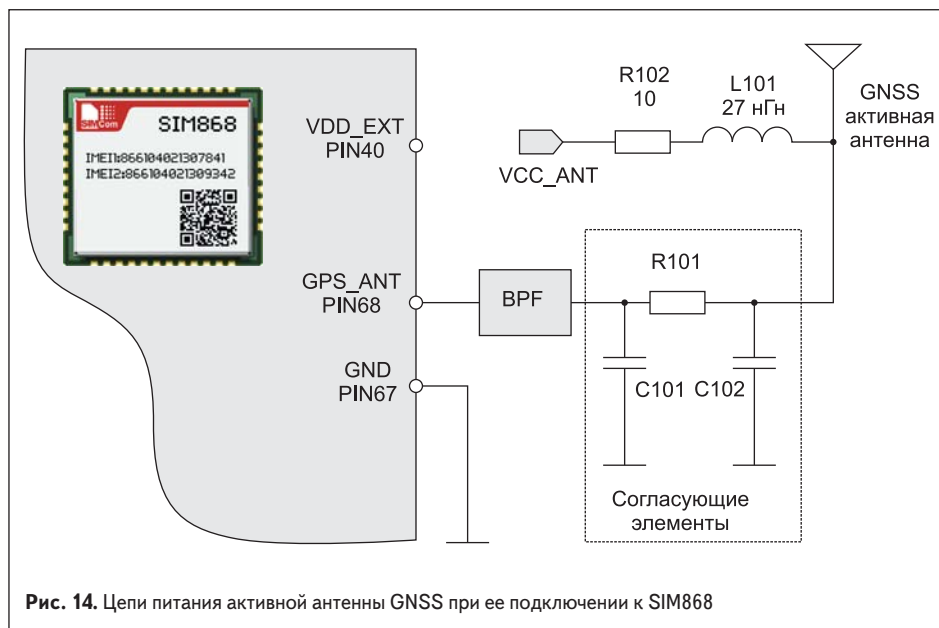 SIMCom
SIM868
IMEI1:866104021307841
IMEI2:866104021309342
VDD_EXT
PIN40
R102
10
L101
27 нГн
GNSS
активная
антенна
VCC_ANT
GPS_ANT
PIN68
BPF
R101
GND
PIN67
C101
C102
Согласующие
элементы
Рис. 14. Цепи питания активной антенны GNSS при ее подключении к SIM868